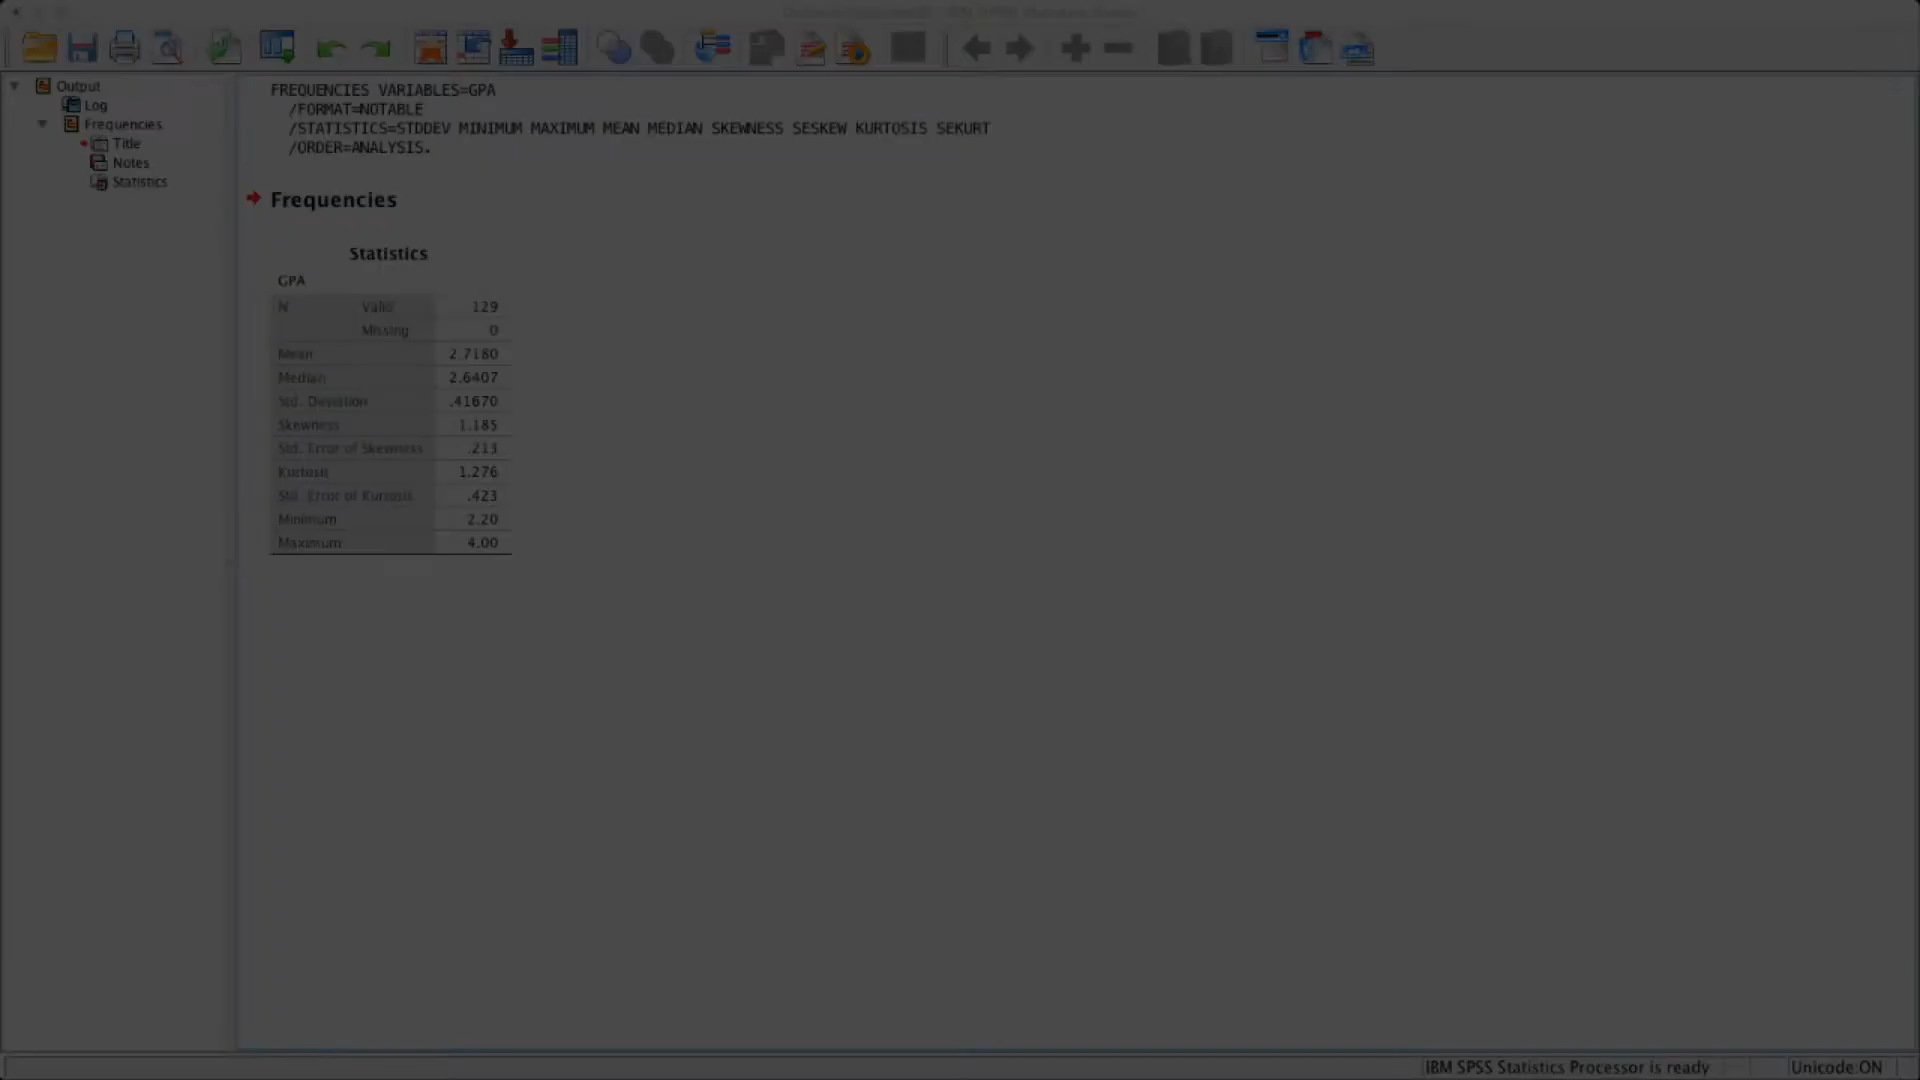 Output
Log
Frequencies
Title
Notes
Statistics
FREQUENCIES VARIABLES=GPA
/FORMAT=NOTABLE
/STATISTICS=STDDEV MINIMUM MAXIMUM MEAN MEDIAN SKEWNESS SESKEW KURTOSIS SEKURT
/ORDER=ANALYSIS.
Frequencies
Statistics
GPA
N Valid 129
Missing 0
Mean 2.7180
Median 2.6407
Std. Deviation .41670
Skewness 1.185
Std. Error of Skewness .213
Kurtosis 1.276
Std. Error of Kurtosis .423
Minimum 2.20
Maximum 4.00
IBM SPSS Statistics Processor is ready
Unicode:ON